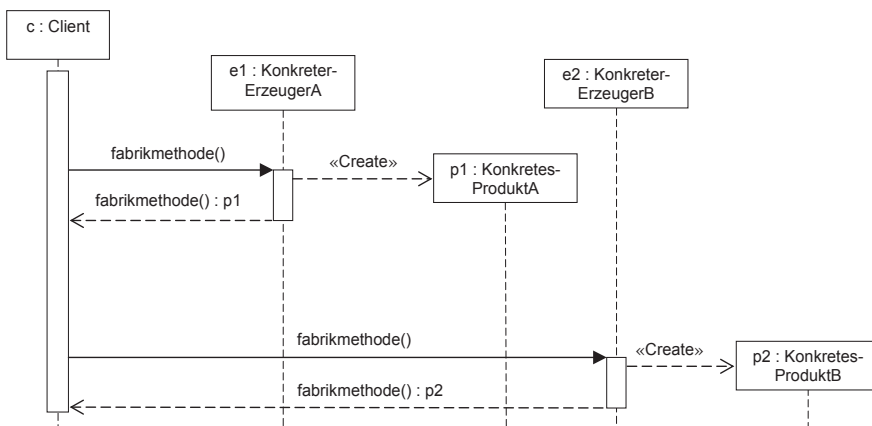 c : Client
e1 : Konkreter-
ErzeugerA
e2 : Konkreter-
ErzeugerB
fabrikmethode()
«Create»
p1 : Konkretes-
ProduktA
fabrikmethode() : p1
fabrikmethode()
«Create»
p2 : Konkretes-
ProduktB
fabrikmethode() : p2